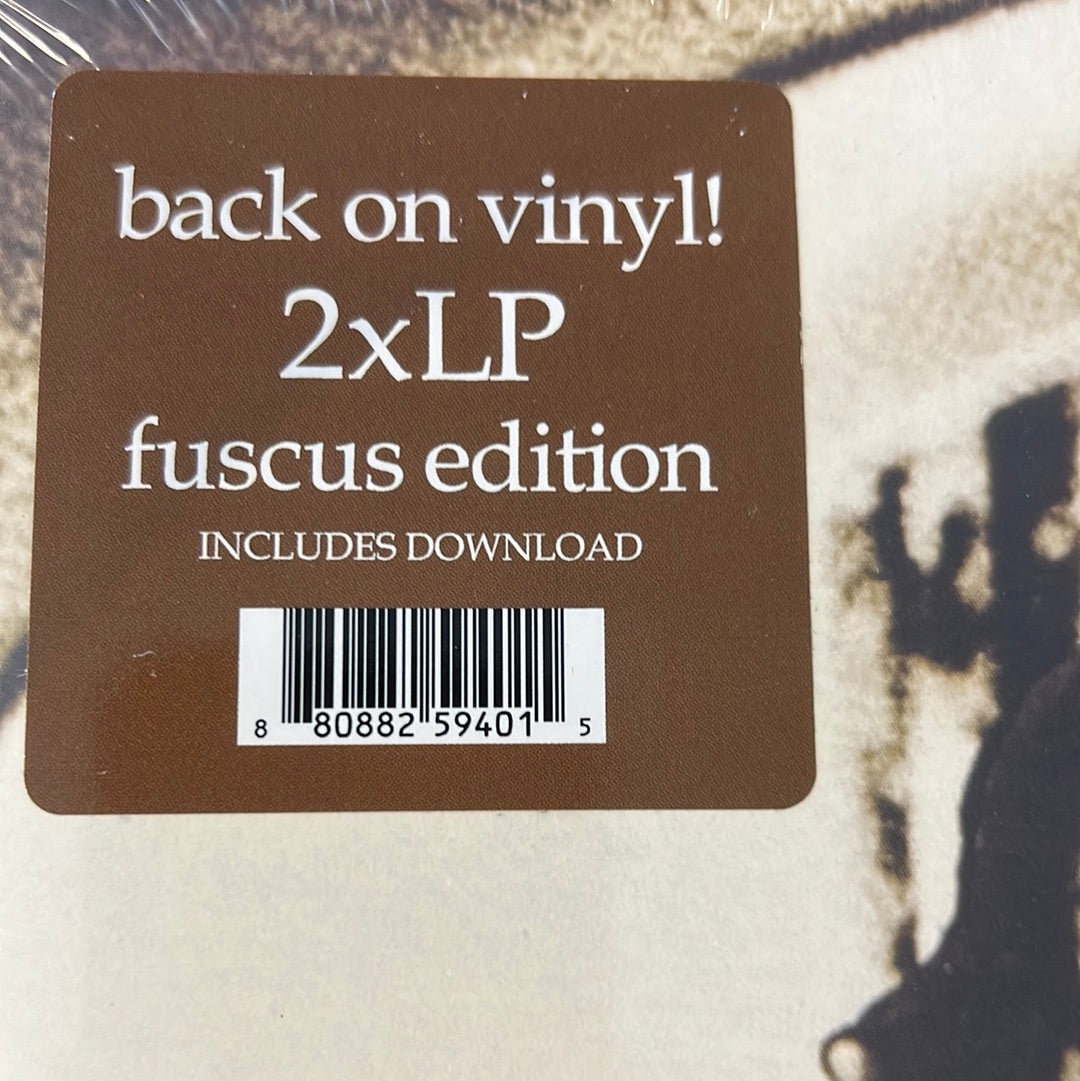 back on vinyl!
2xLP
fuscus edition
INCLUDES DOWNLOAD
8 80882 59401 5